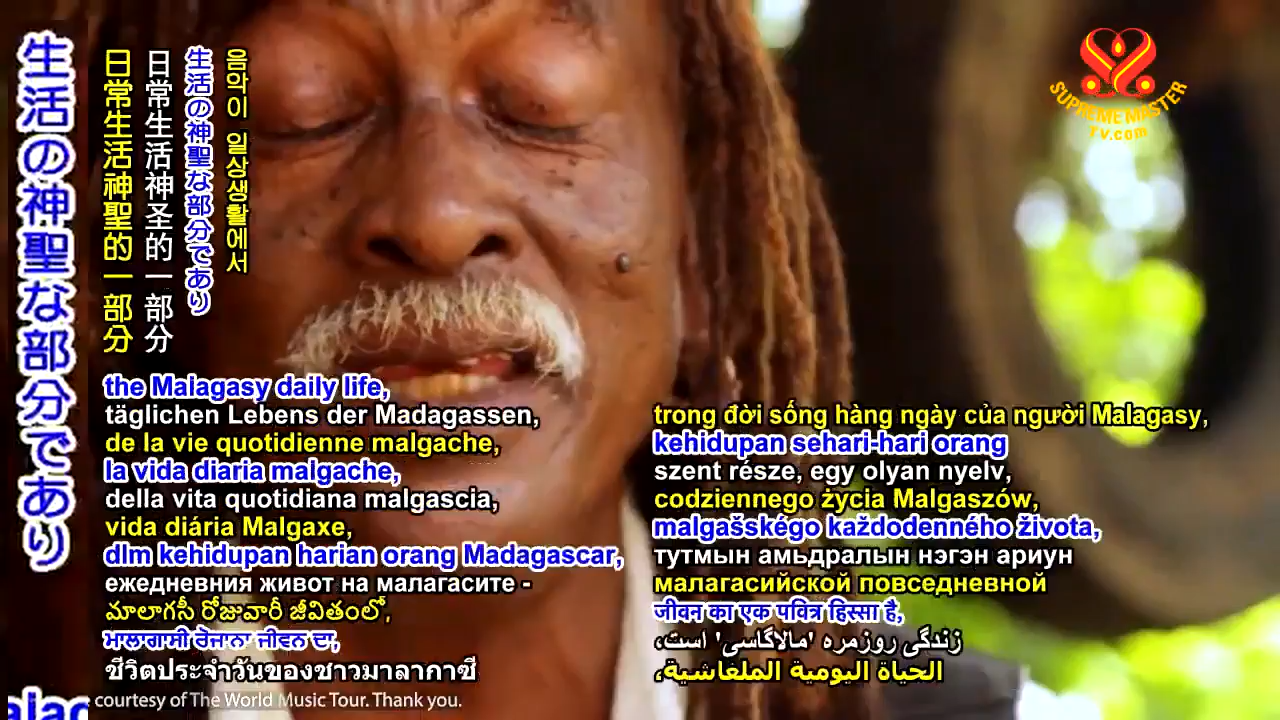 生活の神聖な部分であり
日常生活神聖的一部分
日常生活神圣的一部分
生活の神聖な部分であり
음악이 일상생활에서
SUPREME MASTER
TV.com
the Malagasy daily life,
täglichen Lebens der Madagassen,
de la vie quotidienne malgache,
la vida diaria malgache,
della vita quotidiana malgascia,
vida diária Malgaxe,
dlm kehidupan harian orang Madagascar,
ежедневния живот на малагасите -
మాలాగసీ రోజువారీ జీవితంలో,
ਮਾਲਾਗਾਸੀ ਰੋਜ਼ਾਨਾ ਜੀਵਨ ਦਾ,
ชีวิตประจำวันของชาวมาลากาซี
trong đời sống hàng ngày của người Malagasy,
kehidupan sehari-hari orang
szent része, egy olyan nyelv,
codziennego życia Malgaszów,
malgašského každodenného života,
тутмын амьдралын нэгэн ариун
малагасийской повседневной
जीवन का एक पवित्र हिस्सा है,
زندگی روزمره 'مالاگاسی' است،
الحياة اليومية الملغاشية،
courtesy of The World Music Tour. Thank you.